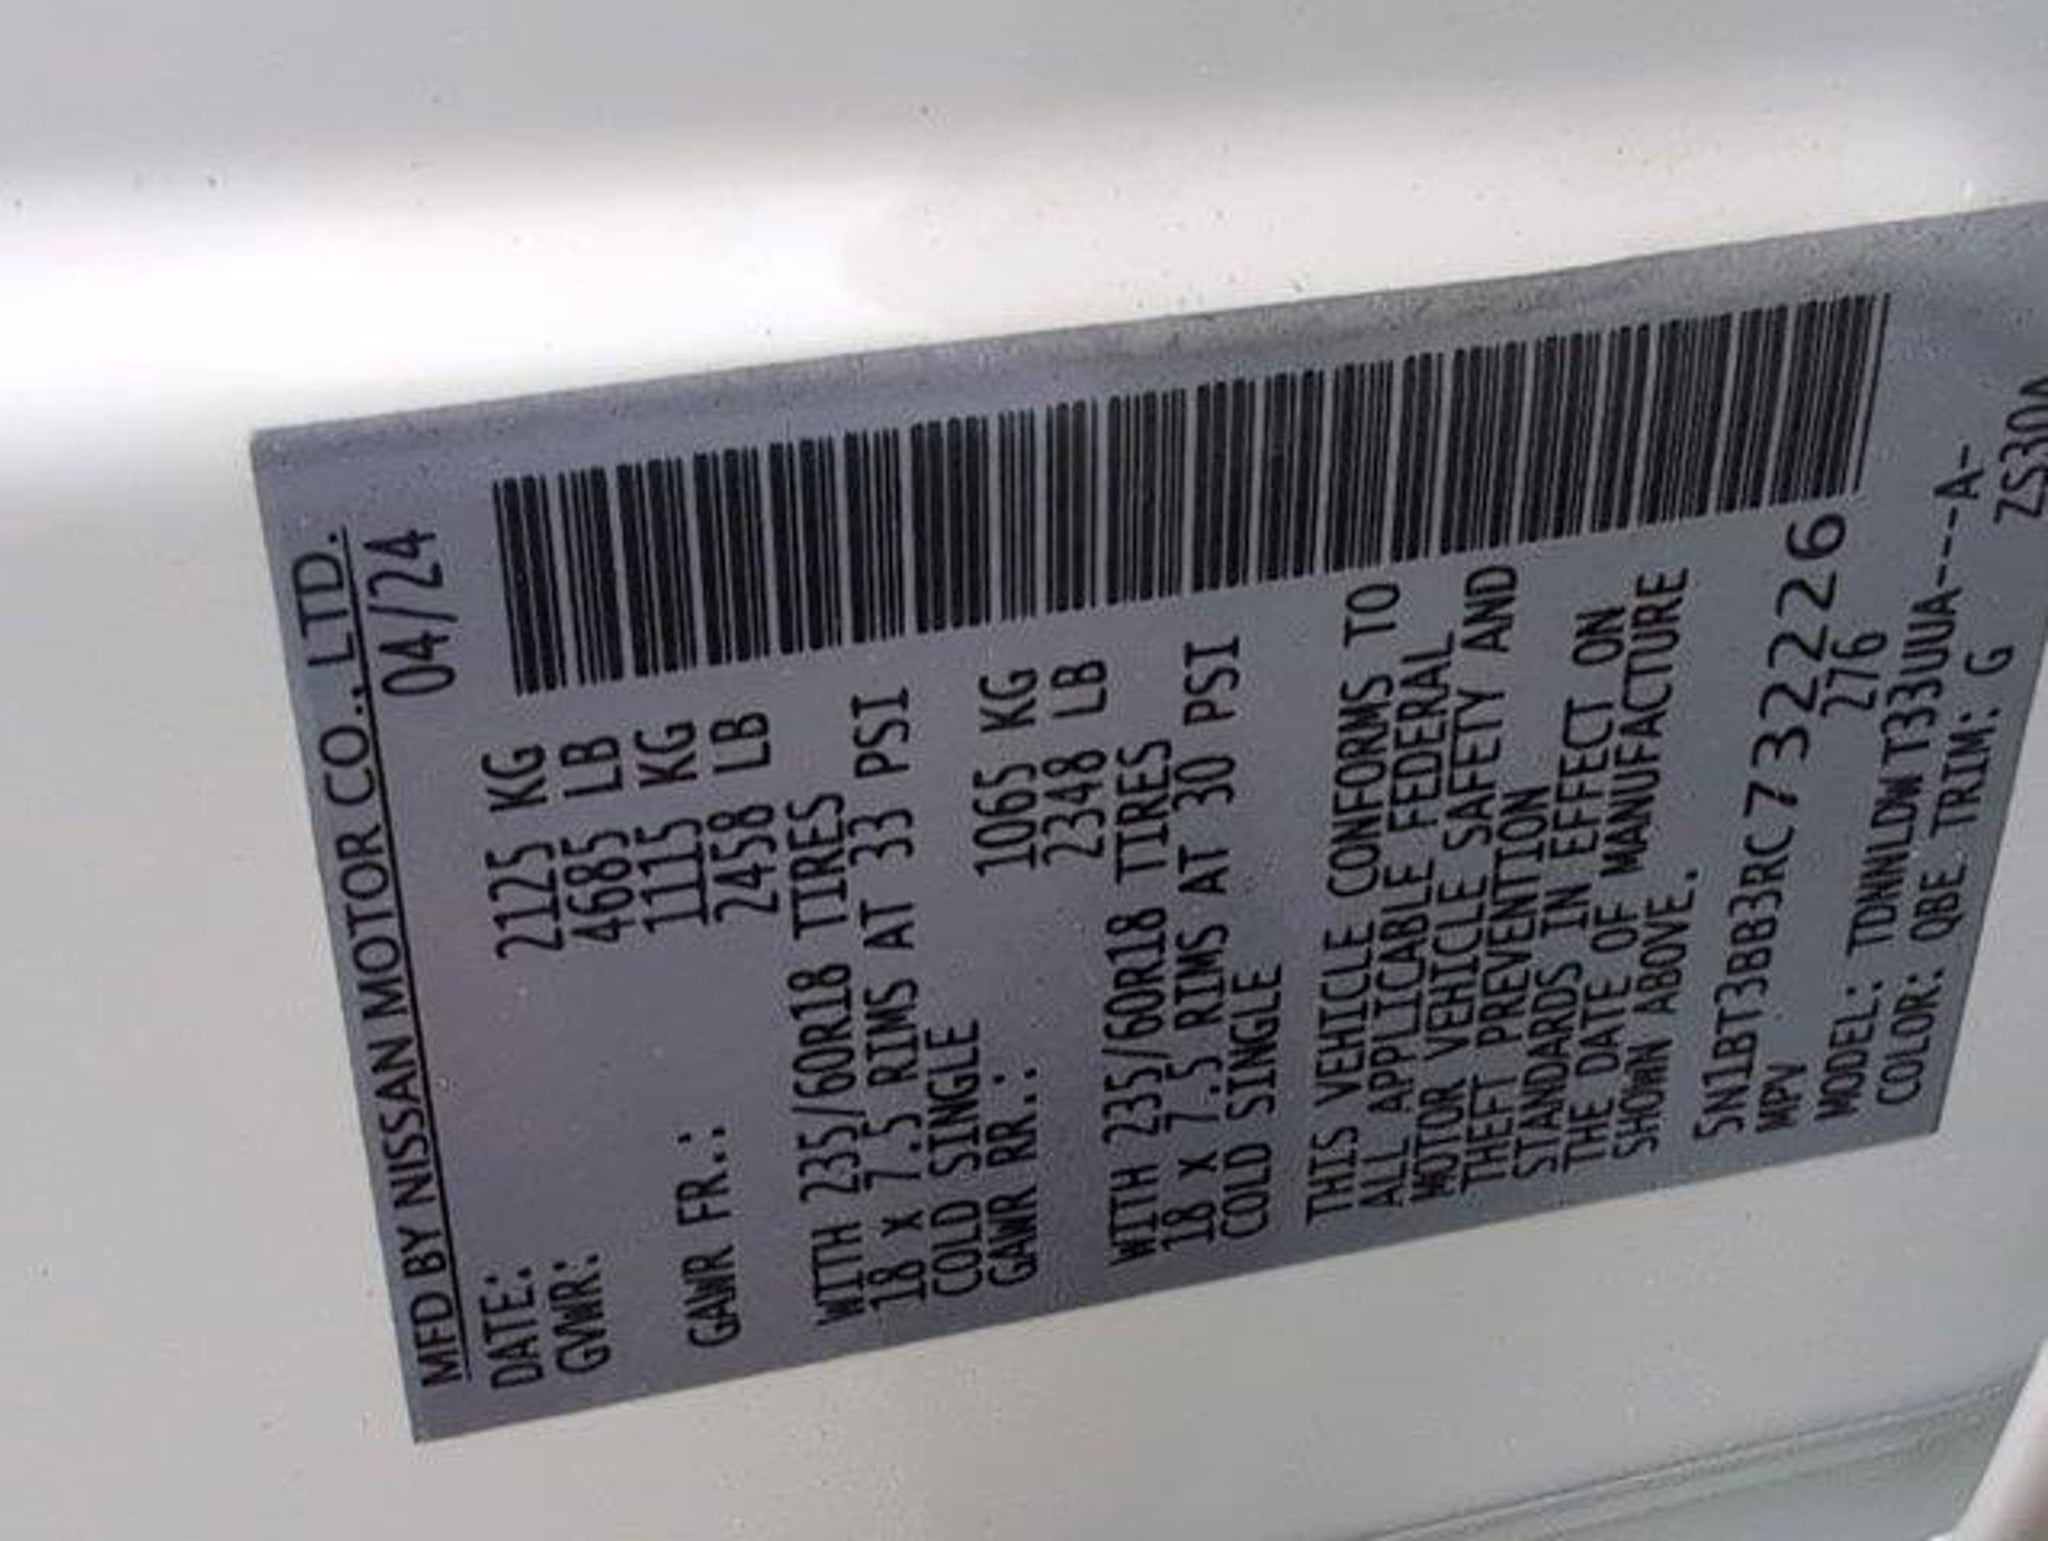 MFD BY NISSAN MOTOR CO., LTD.
DATE: 04/24
GVWR: 2125 KG
4685 LB
GAWR FR.: 1115 KG
2458 LB
WITH 235/60R18 TIRES
18 x 7.5 RIMS AT 33 PSI
COLD SINGLE
GAWR RR.: 1065 KG
2348 LB
WITH 235/60R18 TIRES
18 x 7.5 RIMS AT 30 PSI
COLD SINGLE
THIS VEHICLE CONFORMS TO
ALL APPLICABLE FEDERAL
MOTOR VEHICLE SAFETY AND
THEFT PREVENTION
STANDARDS IN EFFECT ON
THE DATE OF MANUFACTURE
SHOWN ABOVE.
5N1BT3BB3RC732226
MPV 276
MODEL: TDNNLDWT33UUA----A-
COLOR: QBE TRIM: G ZS30A